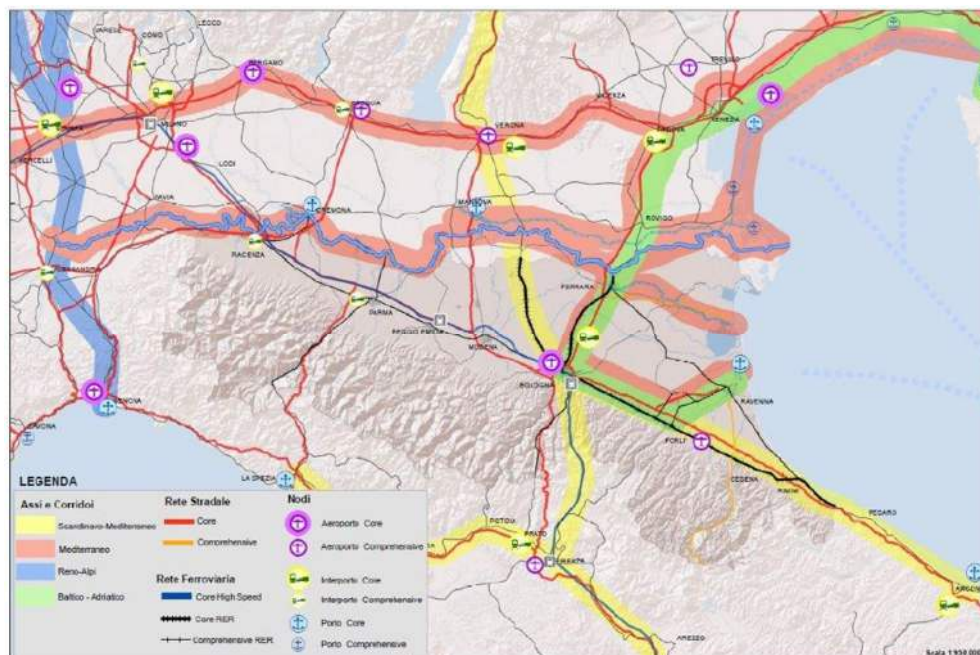 LECCO
VARESE
COMO
BERGAMO
TREVISO
VICENZA
VERONA
VENEZIA
MILANO
PADOVA
VERCELLI
LODI
PAVIA
CREMONA
MANTOVA
ROVIGO
PIACENZA
ALESSANDRIA
FERRARA
PARMA
REGGIO EMILIA
MODENA
BOLOGNA
RAVENNA
GENOVA
SAVONA
FORLI
CESENA
RIMINI
LA SPEZIA
PESARO
PISTOIA
PRATO
AREZZO
LEGENDA
Assi e Corridoi
Scandinavo-Mediterraneo
Mediterraneo
Reno-Alpi
Baltico - Adriatico
Rete Stradale
Core
Comprehensive
Rete Ferroviaria
Core High Speed
Core RER
Comprehensive RER
Nodi
Aeroporto Core
Aeroporto Comprehensive
Interporto Core
Interporto Comprehensive
Porto Core
Porto Comprehensive